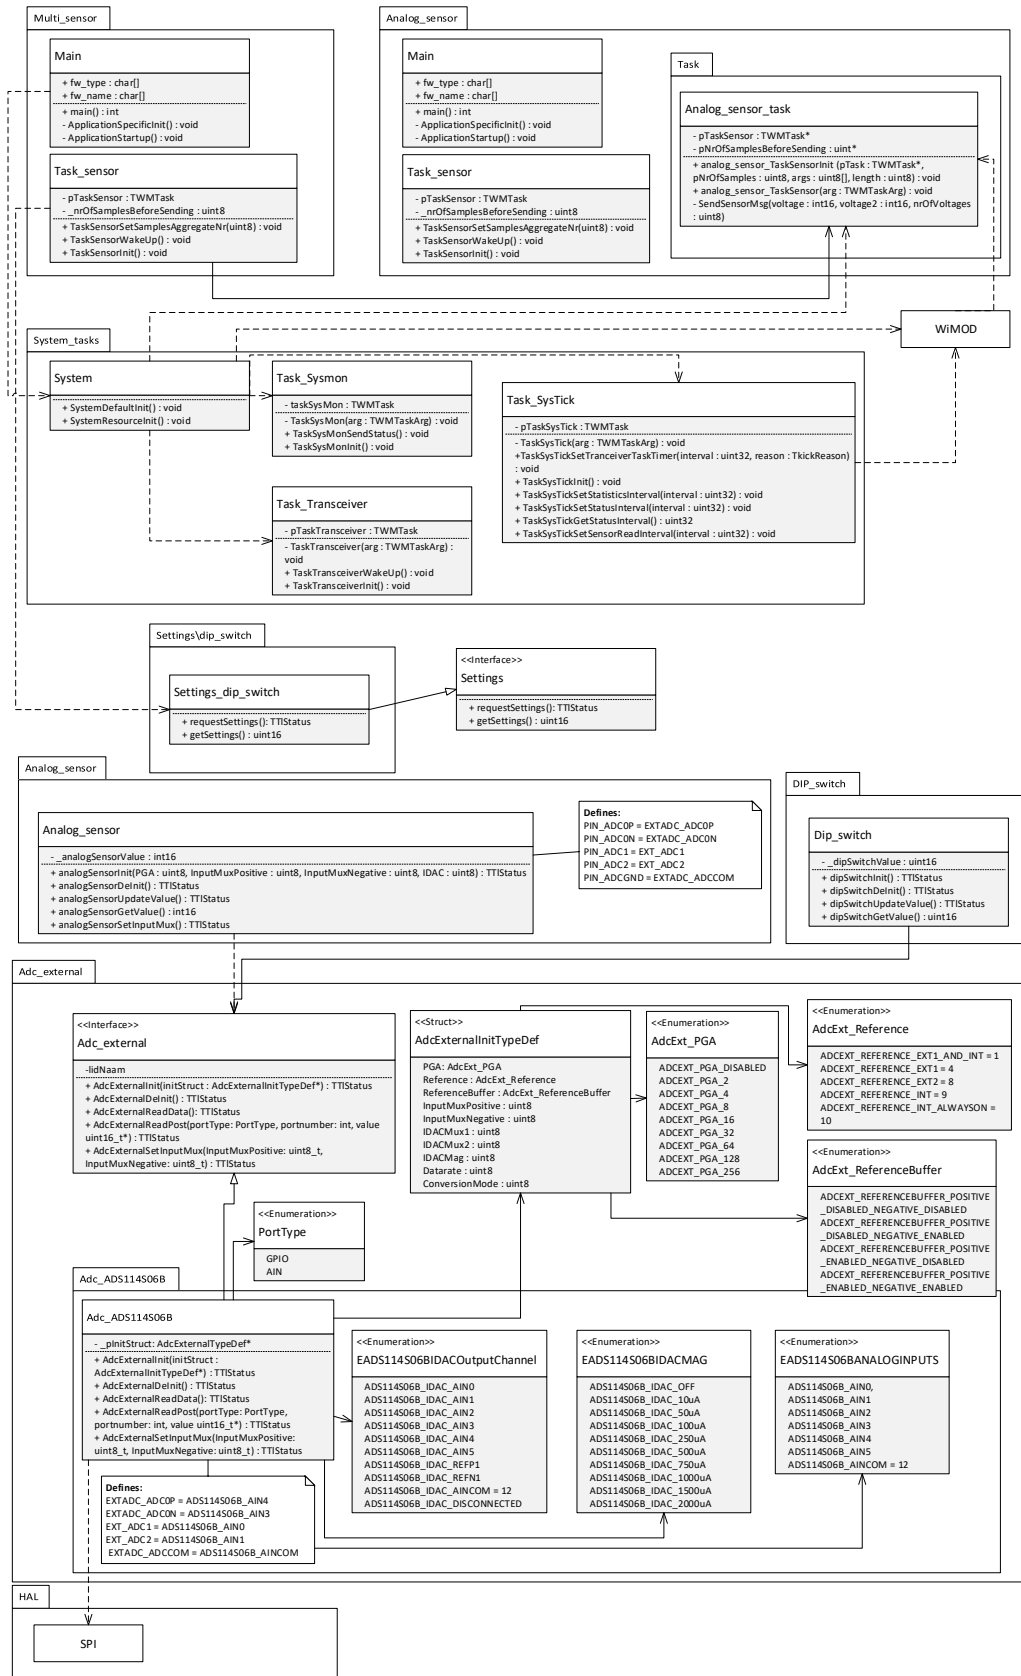 Multi_sensor
Main
+ fw_type : char[]
+ fw_name : char[]
+ main() : int
- ApplicationSpecificInit() : void
- ApplicationStartup() : void
Task_sensor
- pTaskSensor : TWMTask
- _nrOfSamplesBeforeSending : uint8
+ TaskSensorSetSamplesAggregateNr(uint8) : void
+ TaskSensorWakeUp() : void
+ TaskSensorInit() : void
Analog_sensor
Main
+ fw_type : char[]
+ fw_name : char[]
+ main() : int
- ApplicationSpecificInit() : void
- ApplicationStartup() : void
Task_sensor
- pTaskSensor : TWMTask
- _nrOfSamplesBeforeSending : uint8
+ TaskSensorSetSamplesAggregateNr(uint8) : void
+ TaskSensorWakeUp() : void
+ TaskSensorInit() : void
Task
Analog_sensor_task
- pTaskSensor : TWMTask*
- pNrOfSamplesBeforeSending : uint*
+ analog_sensor_TaskSensorInit (pTask : TWMTask*,
pNrOfSamples : uint8, args : uint8[], length : uint8) : void
+ analog_sensor_TaskSensor(arg : TWMTaskArg) : void
- SendSensorMsg(voltage : int16, voltage2 : int16, nrOfVoltages
: uint8)
WiMOD
System_tasks
System
+ SystemDefaultInit() : void
+ SystemResourceInit() : void
Task_Sysmon
- taskSysMon : TWMTask
- TaskSysMon(arg : TWMTaskArg) : void
+ TaskSysMonSendStatus() : void
+ TaskSysMonInit() : void
Task_SysTick
- pTaskSysTick : TWMTask
- TaskSysTick(arg : TWMTaskArg) : void
+TaskSysTickSetTranceiverTaskTimer(interval : uint32, reason : TkickReason)
: void
+ TaskSysTickInit() : void
+ TaskSysTickSetStatisticsInterval(interval : uint32) : void
+ TaskSysTickSetStatusInterval(interval : uint32) : void
+ TaskSysTickGetStatusInterval() : uint32
+ TaskSysTickSetSensorReadInterval(interval : uint32) : void
Task_Transceiver
- pTaskTransceiver : TWMTask
- TaskTransceiver(arg : TWMTaskArg) :
void
+ TaskTransceiverWakeUp() : void
+ TaskTransceiverInit() : void
Settings\dip_switch
Settings_dip_switch
+ requestSettings(): TTIStatus
+ getSettings() : uint16
<<Interface>>
Settings
+ requestSettings(): TTIStatus
+ getSettings() : uint16
Analog_sensor
Analog_sensor
- _analogSensorValue : int16
+ analogSensorInit(PGA : uint8, InputMuxPositive : uint8, InputMuxNegative : uint8, IDAC : uint8) : TTIStatus
+ analogSensorDeInit() : TTIStatus
+ analogSensorUpdateValue() : TTIStatus
+ analogSensorGetValue() : int16
+ analogSensorSetInputMux() : TTIStatus
Defines:
PIN_ADC0P = EXTADC_ADC0P
PIN_ADC0N = EXTADC_ADC0N
PIN_ADC1 = EXT_ADC1
PIN_ADC2 = EXT_ADC2
PIN_ADCGND = EXTADC_ADCCOM
DIP_switch
Dip_switch
- _dipSwitchValue : uint16
+ dipSwitchInit() : TTIStatus
+ dipSwitchDeInit() : TTIStatus
+ dipSwitchUpdateValue() : TTIStatus
+ dipSwitchGetValue() : uint16
Adc_external
<<Interface>>
Adc_external
-lidNaam
+ AdcExternalInit(initStruct : AdcExternalInitTypeDef*) : TTIStatus
+ AdcExternalDeInit() : TTIStatus
+ AdcExternalReadData(): TTIStatus
+ AdcExternalReadPost(portType: PortType, portnumber: int, value
uint16_t*) : TTIStatus
+ AdcExternalSetInputMux(InputMuxPositive: uint8_t,
InputMuxNegative: uint8_t) : TTIStatus
<<Struct>>
AdcExternalInitTypeDef
PGA: AdcExt_PGA
Reference : AdcExt_Reference
ReferenceBuffer : AdcExt_ReferenceBuffer
InputMuxPositive : uint8
InputMuxNegative : uint8
IDACMux1 : uint8
IDACMux2 : uint8
IDACMag : uint8
Datarate : uint8
ConversionMode : uint8
<<Enumeration>>
AdcExt_PGA
ADCEXT_PGA_DISABLED
ADCEXT_PGA_2
ADCEXT_PGA_4
ADCEXT_PGA_8
ADCEXT_PGA_16
ADCEXT_PGA_32
ADCEXT_PGA_64
ADCEXT_PGA_128
ADCEXT_PGA_256
<<Enumeration>>
AdcExt_Reference
ADCEXT_REFERENCE_EXT1_AND_INT = 1
ADCEXT_REFERENCE_EXT1 = 4
ADCEXT_REFERENCE_EXT2 = 8
ADCEXT_REFERENCE_INT = 9
ADCEXT_REFERENCE_INT_ALWAYSON =
10
<<Enumeration>>
AdcExt_ReferenceBuffer
ADCEXT_REFERENCEBUFFER_POSITIVE
_DISABLED_NEGATIVE_DISABLED
ADCEXT_REFERENCEBUFFER_POSITIVE
_DISABLED_NEGATIVE_ENABLED
ADCEXT_REFERENCEBUFFER_POSITIVE
_ENABLED_NEGATIVE_DISABLED
ADCEXT_REFERENCEBUFFER_POSITIVE
_ENABLED_NEGATIVE_ENABLED
<<Enumeration>>
PortType
GPIO
AIN
Adc_ADS114S06B
Adc_ADS114S06B
- _pInitStruct: AdcExternalTypeDef*
+ AdcExternalInit(initStruct :
AdcExternalInitTypeDef*) : TTIStatus
+ AdcExternalDeInit() : TTIStatus
+ AdcExternalReadData(): TTIStatus
+ AdcExternalReadPost(portType: PortType,
portnumber: int, value uint16_t*) : TTIStatus
+ AdcExternalSetInputMux(InputMuxPositive:
uint8_t, InputMuxNegative: uint8_t) : TTIStatus
Defines:
EXTADC_ADC0P = ADS114S06B_AIN4
EXTADC_ADC0N = ADS114S06B_AIN3
EXT_ADC1 = ADS114S06B_AIN0
EXT_ADC2 = ADS114S06B_AIN1
EXTADC_ADCCOM = ADS114S06B_AINCOM
<<Enumeration>>
EADS114S06BIDACOutputChannel
ADS114S06B_IDAC_AIN0
ADS114S06B_IDAC_AIN1
ADS114S06B_IDAC_AIN2
ADS114S06B_IDAC_AIN3
ADS114S06B_IDAC_AIN4
ADS114S06B_IDAC_AIN5
ADS114S06B_IDAC_REFP1
ADS114S06B_IDAC_REFN1
ADS114S06B_IDAC_AINCOM = 12
ADS114S06B_IDAC_DISCONNECTED
<<Enumeration>>
EADS114S06BIDACMAG
ADS114S06B_IDAC_OFF
ADS114S06B_IDAC_10uA
ADS114S06B_IDAC_50uA
ADS114S06B_IDAC_100uA
ADS114S06B_IDAC_250uA
ADS114S06B_IDAC_500uA
ADS114S06B_IDAC_750uA
ADS114S06B_IDAC_1000uA
ADS114S06B_IDAC_1500uA
ADS114S06B_IDAC_2000uA
<<Enumeration>>
EADS114S06BANALOGINPUTS
ADS114S06B_AIN0,
ADS114S06B_AIN1
ADS114S06B_AIN2
ADS114S06B_AIN3
ADS114S06B_AIN4
ADS114S06B_AIN5
ADS114S06B_AINCOM = 12
HAL
SPI